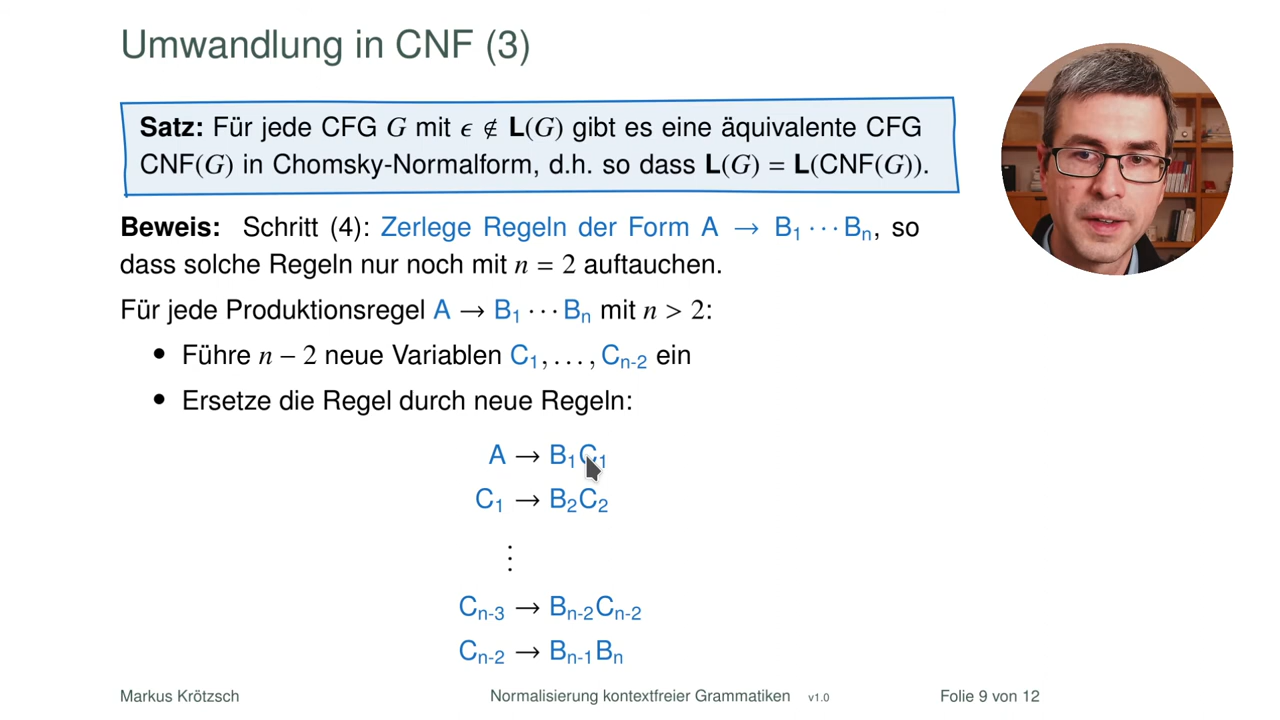 Umwandlung in CNF (3)
Satz: Für jede CFG G mit ϵ ∉ L(G) gibt es eine äquivalente CFG
CNF(G) in Chomsky-Normalform, d.h. so dass L(G) = L(CNF(G)).
Beweis: Schritt (4): Zerlege Regeln der Form A → B₁ ⋯ Bₙ, so
dass solche Regeln nur noch mit n = 2 auftauchen.
Für jede Produktionsregel A → B₁ ⋯ Bₙ mit n > 2:
• Führe n − 2 neue Variablen C₁, . . . , Cₙ₋₂ ein
• Ersetze die Regel durch neue Regeln:
A → B₁C₁
C₁ → B₂C₂
⋮
Cₙ₋₃ → Bₙ₋₂Cₙ₋₂
Cₙ₋₂ → Bₙ₋₁Bₙ
Markus Krötzsch Normalisierung kontextfreier Grammatiken v1.0 Folie 9 von 12